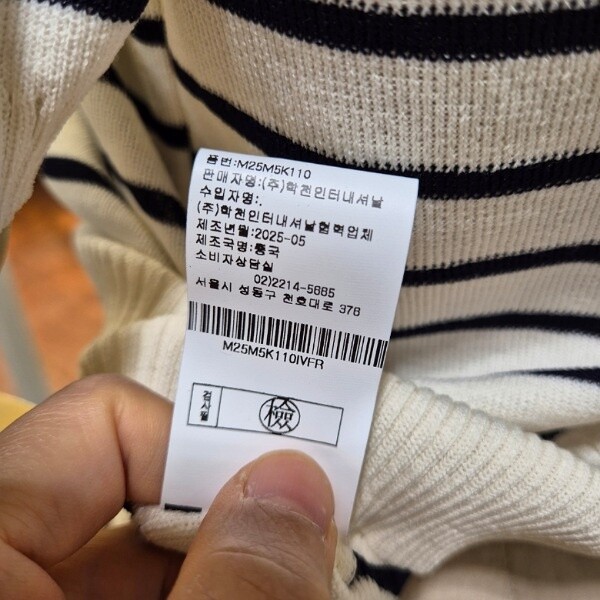 품번:M25M5K110
판매자명:(주)학천인터내셔날
수입자명:.
(주)학천인터내셔날협력업체
제조년월:2025-05
제조국명:중국
소비자상담실
02)2214-5885
서울시 성동구 천호대로 378
M25M5K110IVFR
검사필
檢